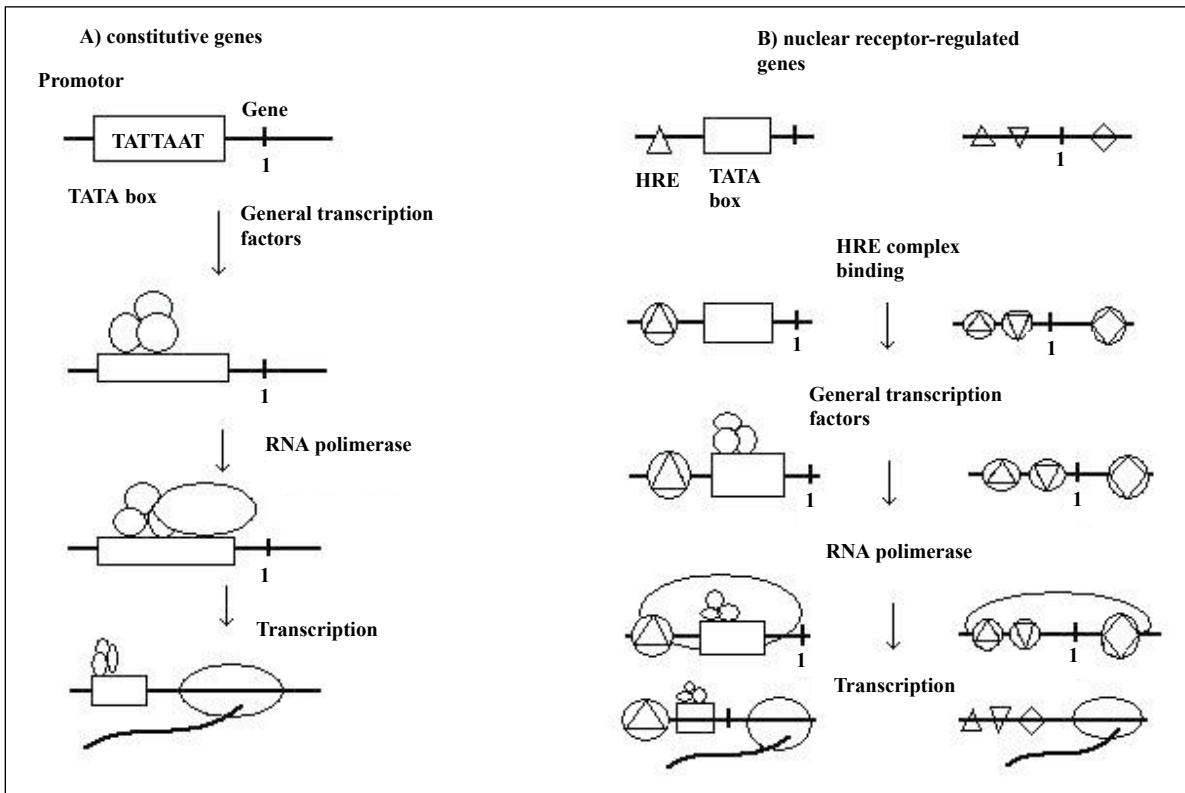 A) constitutive genes
Promotor
Gene
TATTAAT
1
TATA box
General transcription
factors
1
RNA polimerase
1
Transcription
B) nuclear receptor-regulated
genes
HRE
TATA
box
1
HRE complex
binding
1
1
General transcription
factors
1
1
RNA polimerase
1
1
Transcription